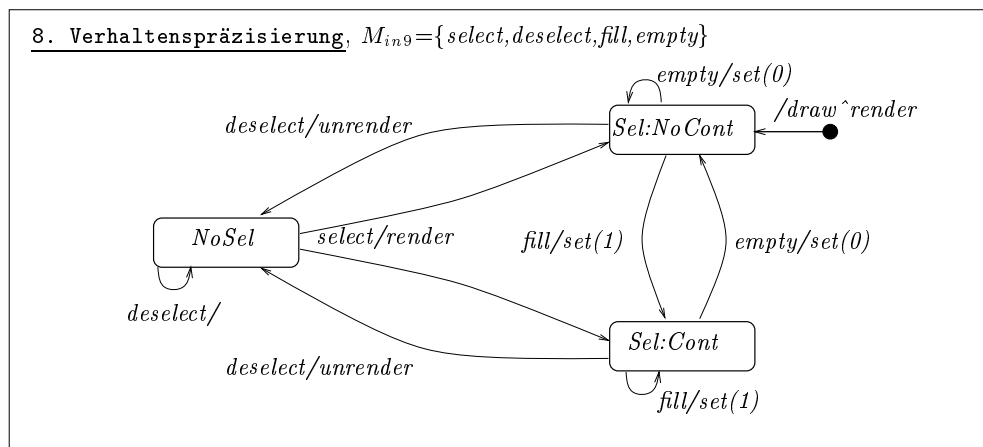 8. Verhaltenspräzisierung, M_in9={select,deselect,fill,empty}
empty/set(0)
/draw^render
deselect/unrender
Sel:NoCont
NoSel
select/render
fill/set(1)
empty/set(0)
deselect/
Sel:Cont
deselect/unrender
fill/set(1)